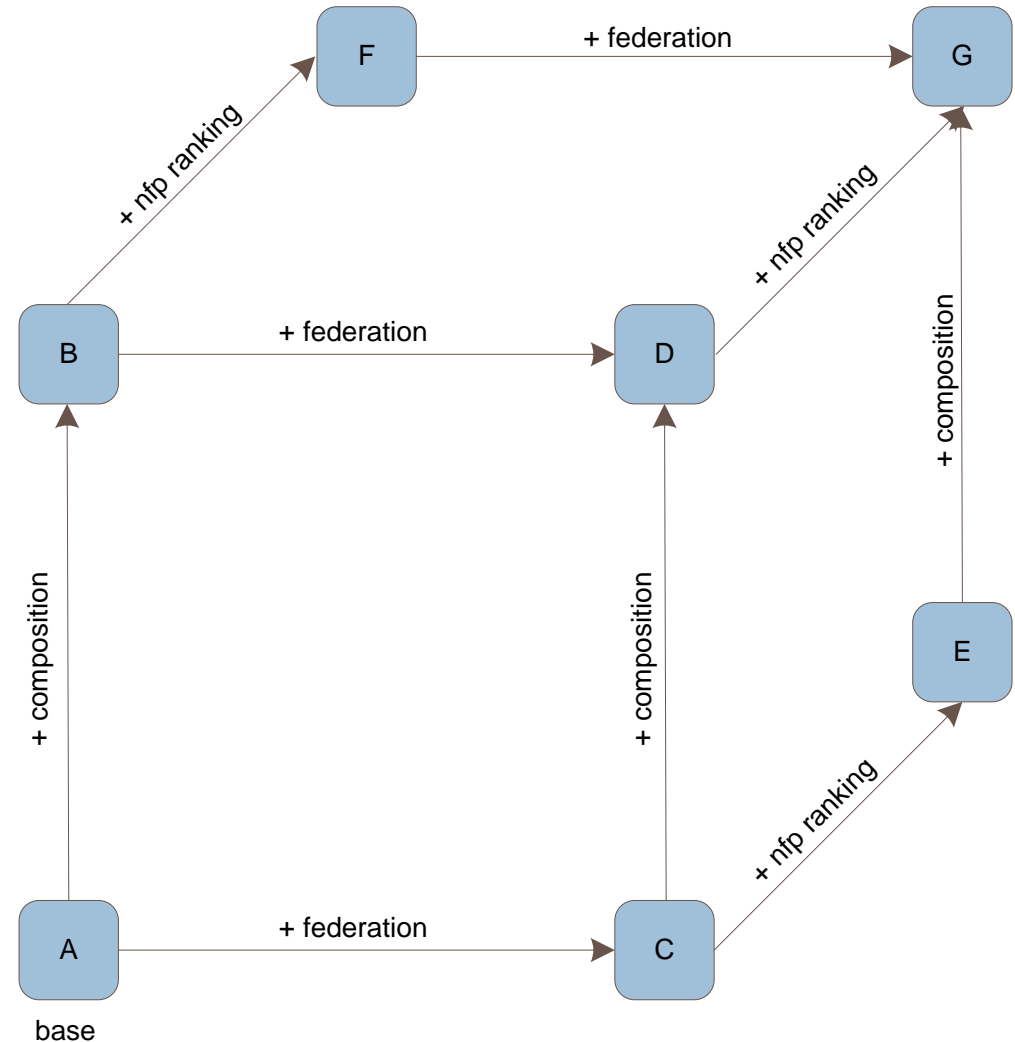 F
+ federation
G
+ nfp ranking
+ nfp ranking
B
+ federation
D
+ composition
+ composition
+ composition
E
+ nfp ranking
A
+ federation
C
base